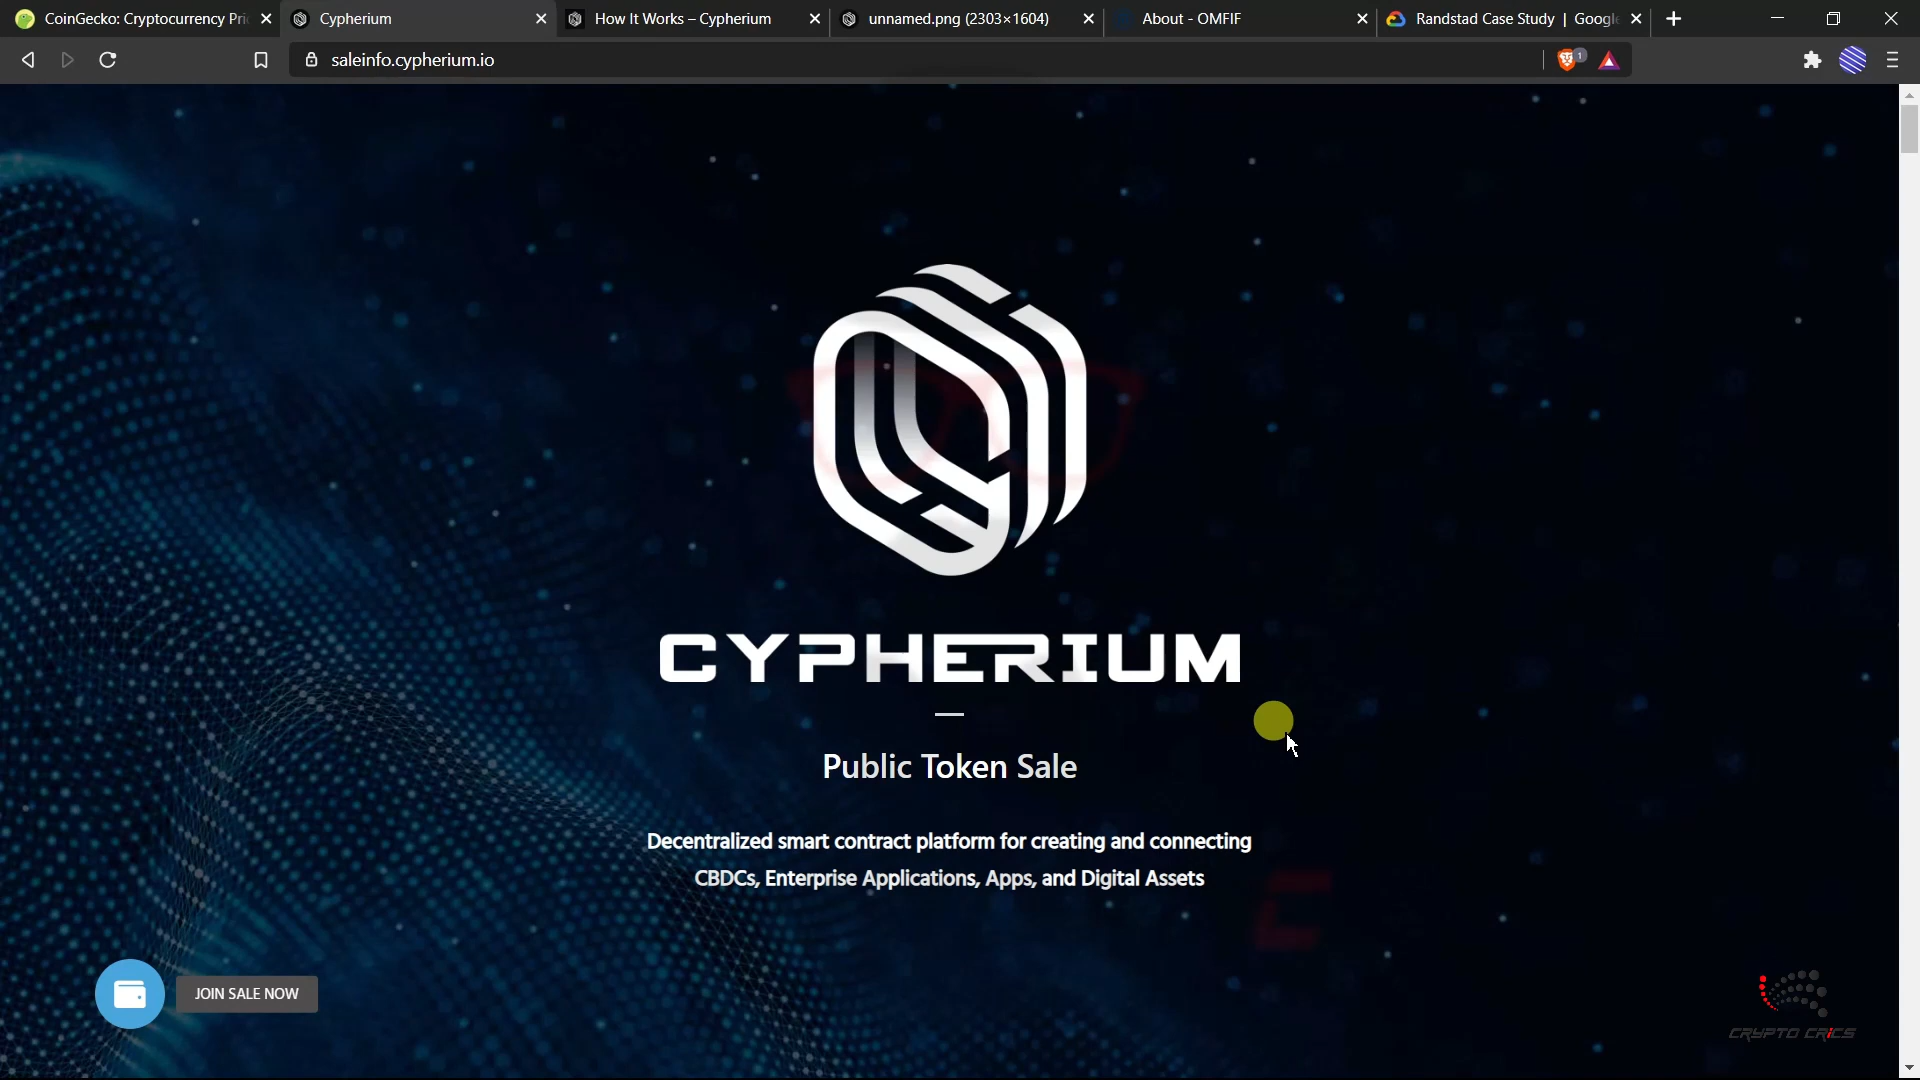 CoinGecko: Cryptocurrency Pri
Cypherium
How It Works – Cypherium
unnamed.png (2303×1604)
About - OMFIF
Randstad Case Study | Googl
saleinfo.cypherium.io
1
CYPHERIUM
Public Token Sale
Decentralized smart contract platform for creating and connecting
CBDCs, Enterprise Applications, Apps, and Digital Assets
JOIN SALE NOW
CRYPTO CRICS